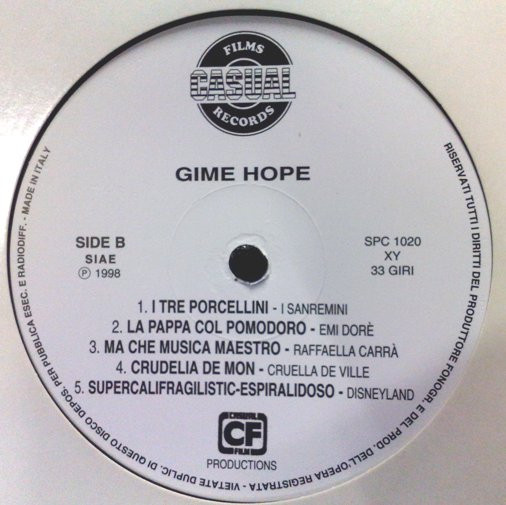 FILMS
CASUAL
RECORDS
GIME HOPE
SIDE B
SIAE
Ⓟ 1998
SPC 1020
XY
33 GIRI
1. I TRE PORCELLINI - I SANREMINI
2. LA PAPPA COL POMODORO - EMI DORÈ
3. MA CHE MUSICA MAESTRO - RAFFAELLA CARRÀ
4. CRUDELIA DE MON - CRUELLA DE VILLE
5. SUPERCALIFRAGILISTIC-ESPIRALIDOSO - DISNEYLAND
CF
FILM
PRODUCTIONS
RISERVATI TUTTI I DIRITTI DEL PRODUTTORE FONOGR. E DEL PROD. DELL'OPERA REGISTRATA - VIETATE DUPLIC. DI QUESTO DISCO DEPOS. PER PUBBLICA ESEC. E RADIODIFF. - MADE IN ITALY